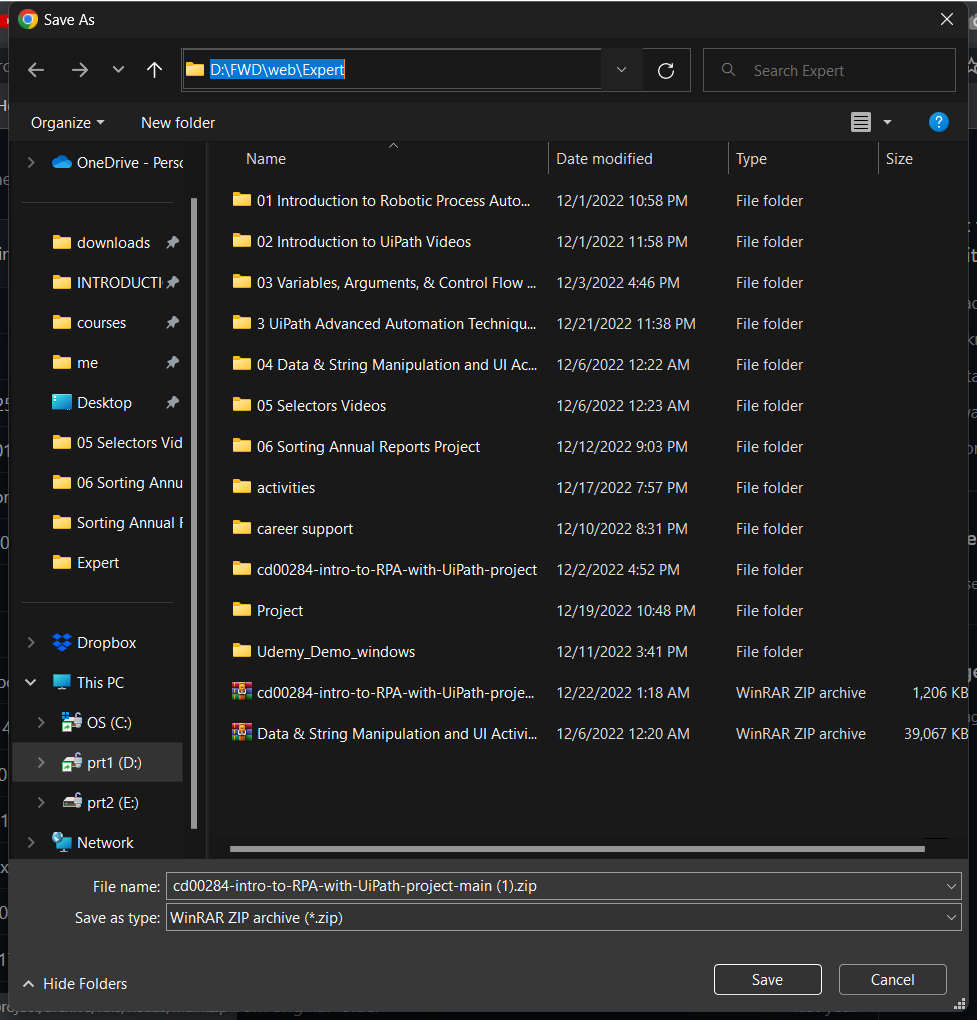 Save As
D:\FWD\web\Expert
Search Expert
Organize
New folder
?
OneDrive - Perso
downloads
INTRODUCTI
courses
me
Desktop
05 Selectors Vid
06 Sorting Annu
Sorting Annual R
Expert
Dropbox
This PC
OS (C:)
prt1 (D:)
prt2 (E:)
Network
Name Date modified Type Size
01 Introduction to Robotic Process Auto... 12/1/2022 10:58 PM File folder
02 Introduction to UiPath Videos 12/1/2022 11:58 PM File folder
03 Variables, Arguments, & Control Flow ... 12/3/2022 4:46 PM File folder
3 UiPath Advanced Automation Techniqu... 12/21/2022 11:38 PM File folder
04 Data & String Manipulation and UI Ac... 12/6/2022 12:22 AM File folder
05 Selectors Videos 12/6/2022 12:23 AM File folder
06 Sorting Annual Reports Project 12/12/2022 9:03 PM File folder
activities 12/17/2022 7:57 PM File folder
career support 12/10/2022 8:31 PM File folder
cd00284-intro-to-RPA-with-UiPath-project 12/2/2022 4:52 PM File folder
Project 12/19/2022 10:48 PM File folder
Udemy_Demo_windows 12/11/2022 3:41 PM File folder
cd00284-intro-to-RPA-with-UiPath-proje... 12/22/2022 1:18 AM WinRAR ZIP archive 1,206 KB
Data & String Manipulation and UI Activi... 12/6/2022 12:20 AM WinRAR ZIP archive 39,067 KB
File name: cd00284-intro-to-RPA-with-UiPath-project-main (1).zip
Save as type: WinRAR ZIP archive (*.zip)
Hide Folders
Save
Cancel